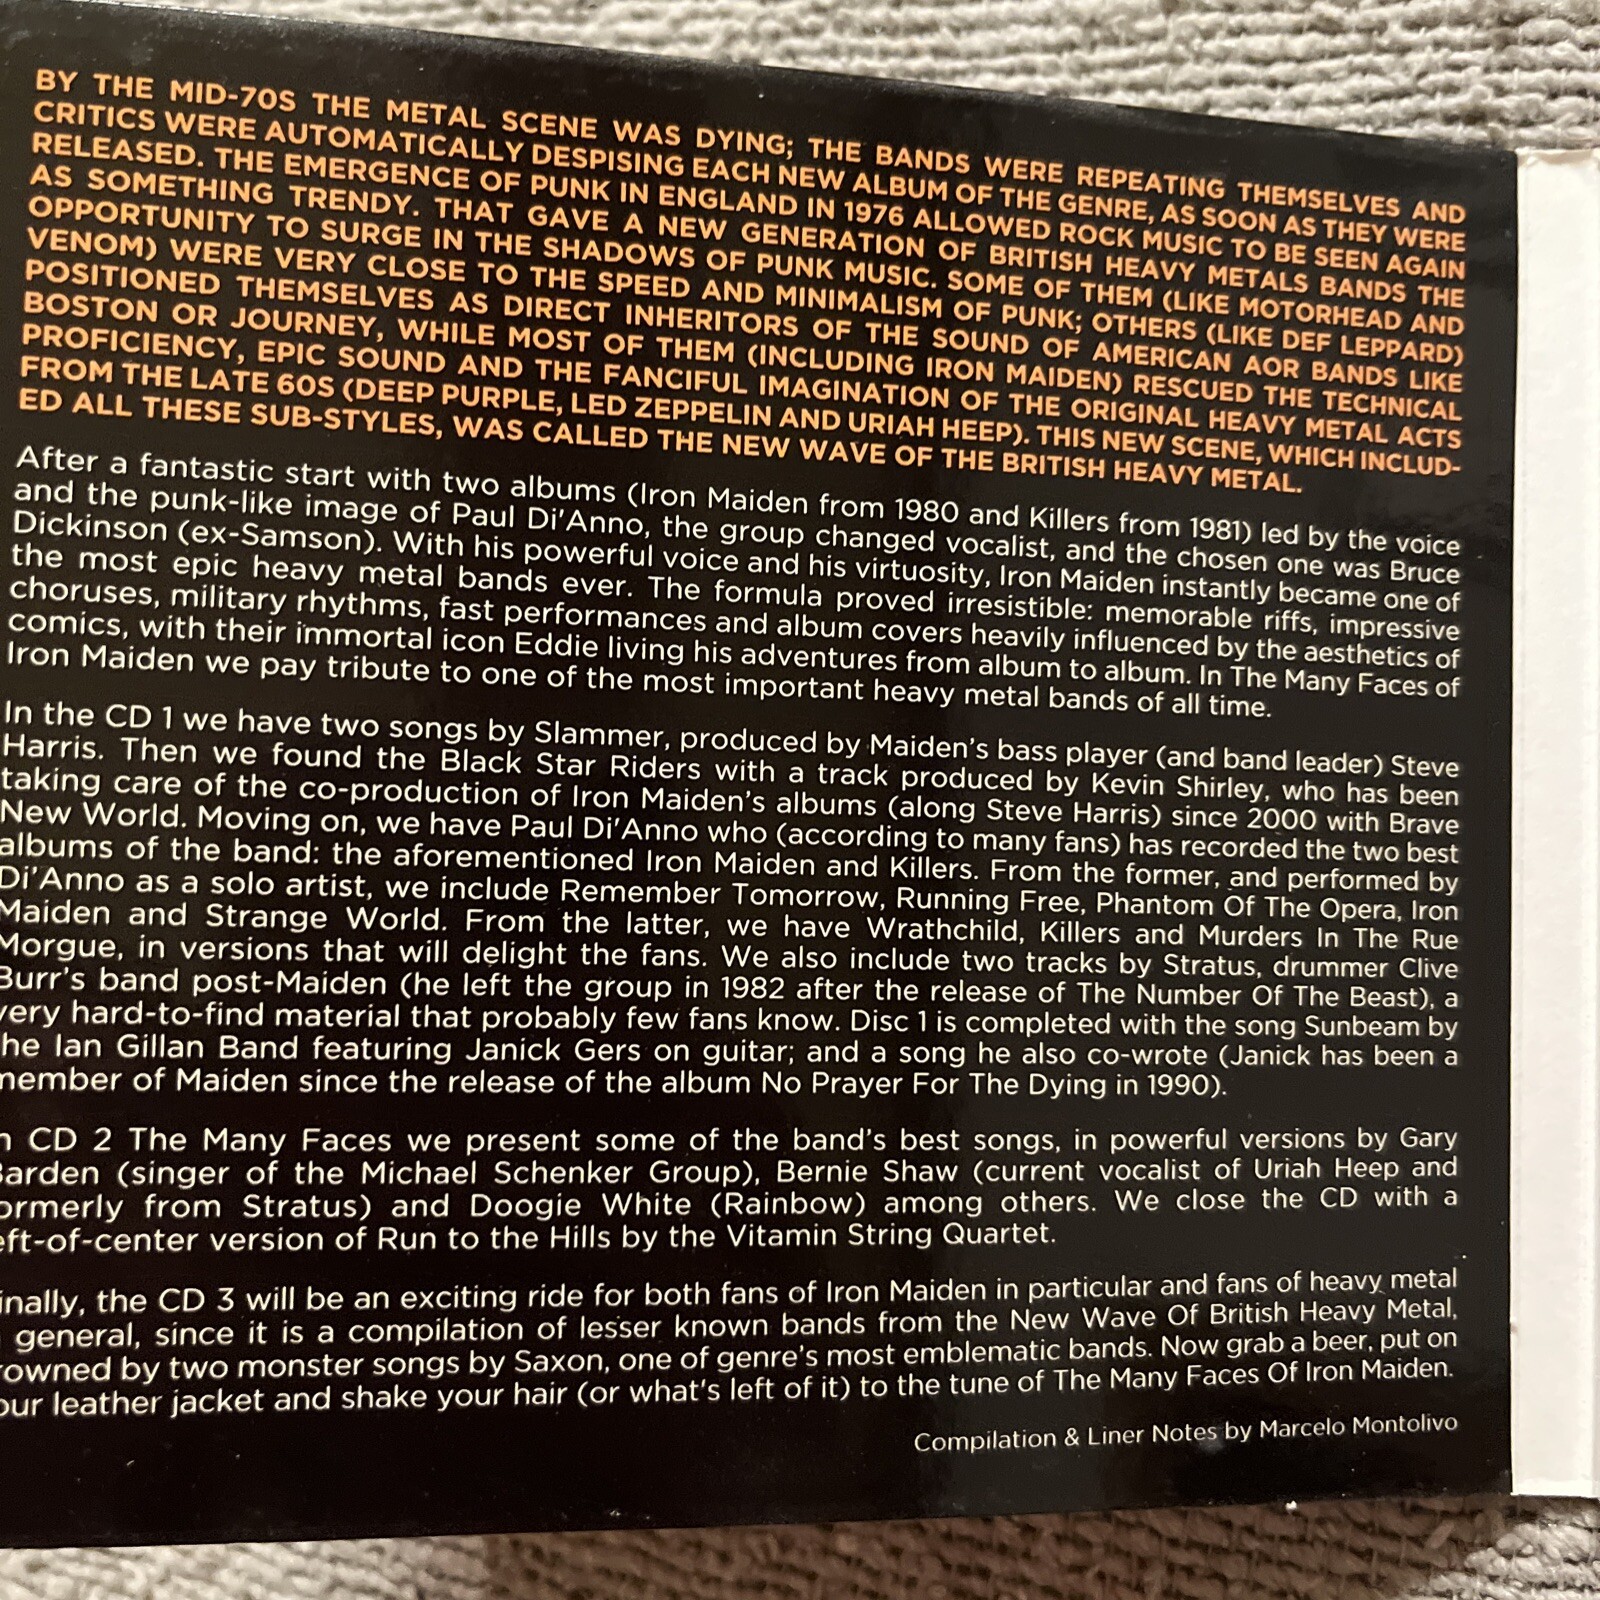 BY THE MID-70S THE METAL SCENE WAS DYING; THE BANDS WERE REPEATING THEMSELVES AND
CRITICS WERE AUTOMATICALLY DESPISING EACH NEW ALBUM OF THE GENRE, AS SOON AS THEY WERE
RELEASED. THE EMERGENCE OF PUNK IN ENGLAND IN 1976 ALLOWED ROCK MUSIC TO BE SEEN AGAIN
AS SOMETHING TRENDY. THAT GAVE A NEW GENERATION OF BRITISH HEAVY METALS BANDS THE
OPPORTUNITY TO SURGE IN THE SHADOWS OF PUNK MUSIC. SOME OF THEM (LIKE MOTORHEAD AND
VENOM) WERE VERY CLOSE TO THE SPEED AND MINIMALISM OF PUNK; OTHERS (LIKE DEF LEPPARD)
POSITIONED THEMSELVES AS DIRECT INHERITORS OF THE SOUND OF AMERICAN AOR BANDS LIKE
BOSTON OR JOURNEY, WHILE MOST OF THEM (INCLUDING IRON MAIDEN) RESCUED THE TECHNICAL
PROFICIENCY, EPIC SOUND AND THE FANCIFUL IMAGINATION OF THE ORIGINAL HEAVY METAL ACTS
FROM THE LATE 60S (DEEP PURPLE, LED ZEPPELIN AND URIAH HEEP). THIS NEW SCENE, WHICH INCLUD-
ED ALL THESE SUB-STYLES, WAS CALLED THE NEW WAVE OF THE BRITISH HEAVY METAL.
After a fantastic start with two albums (Iron Maiden from 1980 and Killers from 1981) led by the voice
and the punk-like image of Paul Di'Anno, the group changed vocalist, and the chosen one was Bruce
Dickinson (ex-Samson). With his powerful voice and his virtuosity, Iron Maiden instantly became one of
the most epic heavy metal bands ever. The formula proved irresistible: memorable riffs, impressive
choruses, military rhythms, fast performances and album covers heavily influenced by the aesthetics of
comics, with their immortal icon Eddie living his adventures from album to album. In The Many Faces of
Iron Maiden we pay tribute to one of the most important heavy metal bands of all time.
In the CD 1 we have two songs by Slammer, produced by Maiden's bass player (and band leader) Steve
Harris. Then we found the Black Star Riders with a track produced by Kevin Shirley, who has been
taking care of the co-production of Iron Maiden's albums (along Steve Harris) since 2000 with Brave
New World. Moving on, we have Paul Di'Anno who (according to many fans) has recorded the two best
albums of the band: the aforementioned Iron Maiden and Killers. From the former, and performed by
Di'Anno as a solo artist, we include Remember Tomorrow, Running Free, Phantom Of The Opera, Iron
Maiden and Strange World. From the latter, we have Wrathchild, Killers and Murders In The Rue
Morgue, in versions that will delight the fans. We also include two tracks by Stratus, drummer Clive
Burr's band post-Maiden (he left the group in 1982 after the release of The Number Of The Beast), a
very hard-to-find material that probably few fans know. Disc 1 is completed with the song Sunbeam by
he Ian Gillan Band featuring Janick Gers on guitar; and a song he also co-wrote (Janick has been a
member of Maiden since the release of the album No Prayer For The Dying in 1990).
n CD 2 The Many Faces we present some of the band's best songs, in powerful versions by Gary
Barden (singer of the Michael Schenker Group), Bernie Shaw (current vocalist of Uriah Heep and
ormerly from Stratus) and Doogie White (Rainbow) among others. We close the CD with a
eft-of-center version of Run to the Hills by the Vitamin String Quartet.
inally, the CD 3 will be an exciting ride for both fans of Iron Maiden in particular and fans of heavy metal
general, since it is a compilation of lesser known bands from the New Wave Of British Heavy Metal,
rowned by two monster songs by Saxon, one of genre's most emblematic bands. Now grab a beer, put on
our leather jacket and shake your hair (or what's left of it) to the tune of The Many Faces Of Iron Maiden.
Compilation & Liner Notes by Marcelo Montolivo